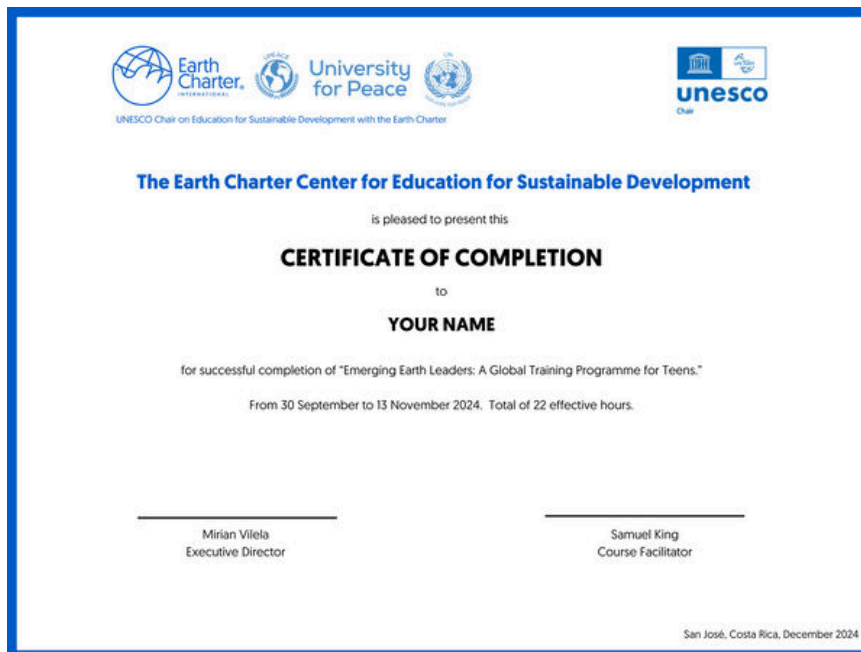 Earth
Charter®
INTERNATIONAL
UPEACE
University
for Peace
UN
unesco
Chair
UNESCO Chair on Education for Sustainable Development with the Earth Charter
The Earth Charter Center for Education for Sustainable Development
is pleased to present this
CERTIFICATE OF COMPLETION
to
YOUR NAME
for successful completion of “Emerging Earth Leaders: A Global Training Programme for Teens.”
From 30 September to 13 November 2024. Total of 22 effective hours.
Mirian Vilela
Executive Director
Samuel King
Course Facilitator
San José, Costa Rica, December 2024